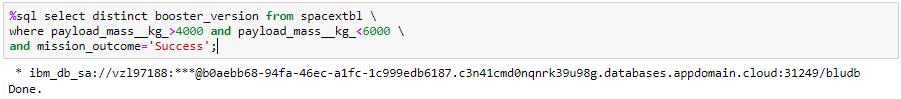 %sql select distinct booster_version from spacextbl \
where payload_mass__kg_>4000 and payload_mass__kg_<6000 \
and mission_outcome='Success';
* ibm_db_sa://vzl97188:***@b0aebb68-94fa-46ec-a1fc-1c999edb6187.c3n41cmd0nqnrk39u98g.databases.appdomain.cloud:31249/bludb
Done.